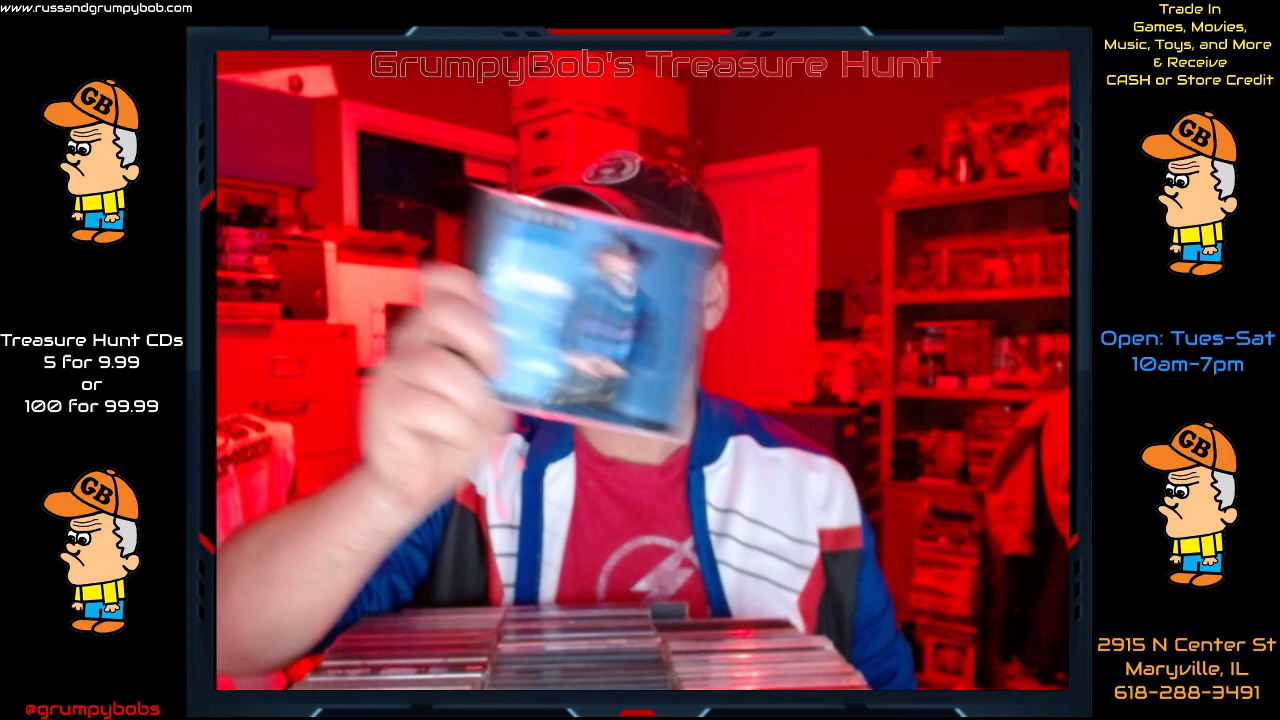 www.russandgrumpybob.com
Trade In
Games, Movies,
Music, Toys, and More
& Receive
CASH or Store Credit
GrumpyBob's Treasure Hunt
GB
GB
Treasure Hunt CDs
5 for 9.99
or
100 for 99.99
Open: Tues-Sat
10am-7pm
GB
GB
2915 N Center St
Maryville, IL
618-288-3491
@grumpybobs